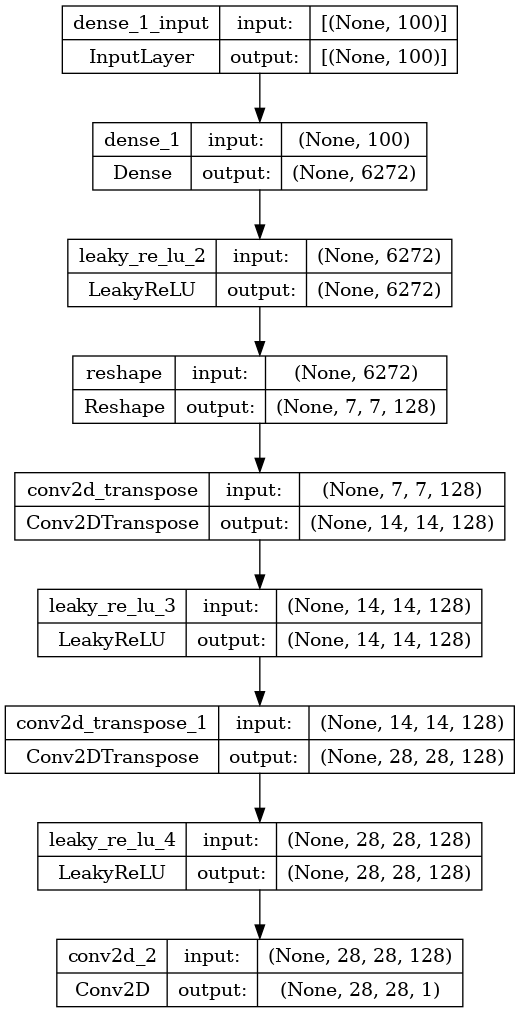 dense_1_input input: [(None, 100)]
InputLayer output: [(None, 100)]
dense_1 input: (None, 100)
Dense output: (None, 6272)
leaky_re_lu_2 input: (None, 6272)
LeakyReLU output: (None, 6272)
reshape input: (None, 6272)
Reshape output: (None, 7, 7, 128)
conv2d_transpose input: (None, 7, 7, 128)
Conv2DTranspose output: (None, 14, 14, 128)
leaky_re_lu_3 input: (None, 14, 14, 128)
LeakyReLU output: (None, 14, 14, 128)
conv2d_transpose_1 input: (None, 14, 14, 128)
Conv2DTranspose output: (None, 28, 28, 128)
leaky_re_lu_4 input: (None, 28, 28, 128)
LeakyReLU output: (None, 28, 28, 128)
conv2d_2 input: (None, 28, 28, 128)
Conv2D output: (None, 28, 28, 1)